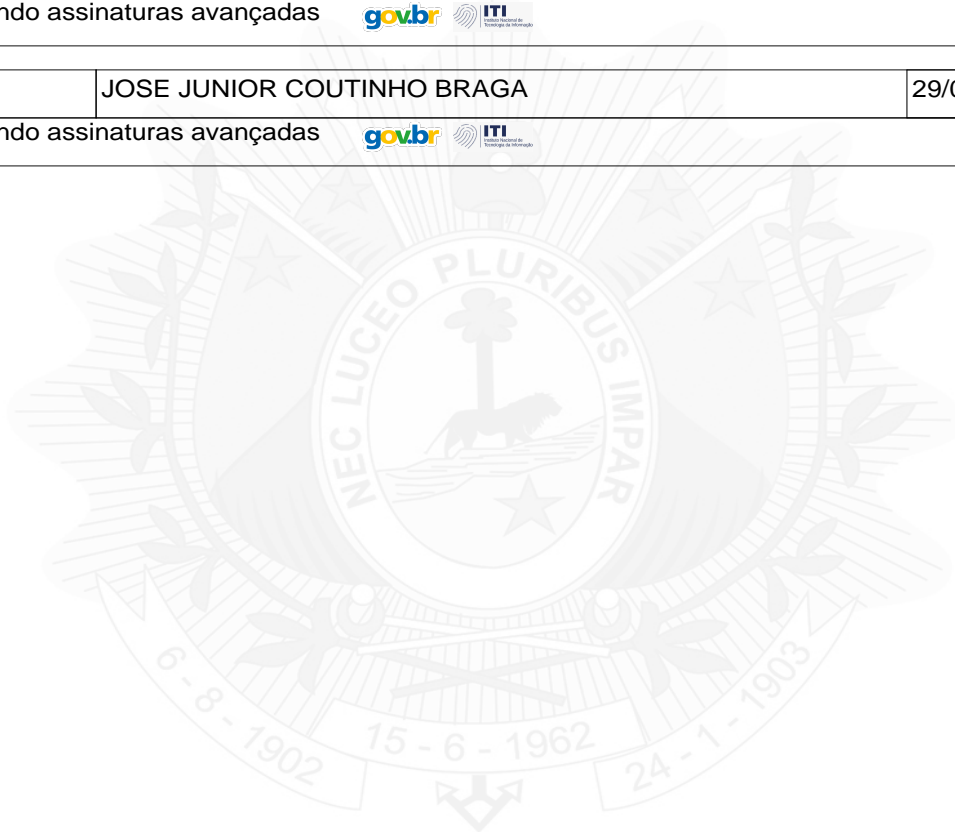 ndo assinaturas avançadas gov.br ITI
JOSE JUNIOR COUTINHO BRAGA 29/0
ndo assinaturas avançadas gov.br ITI
NEC LUCEO PLURIBUS IMPAR
6 - 8 - 1902
15 - 6 - 1962
24 - 1 - 1903